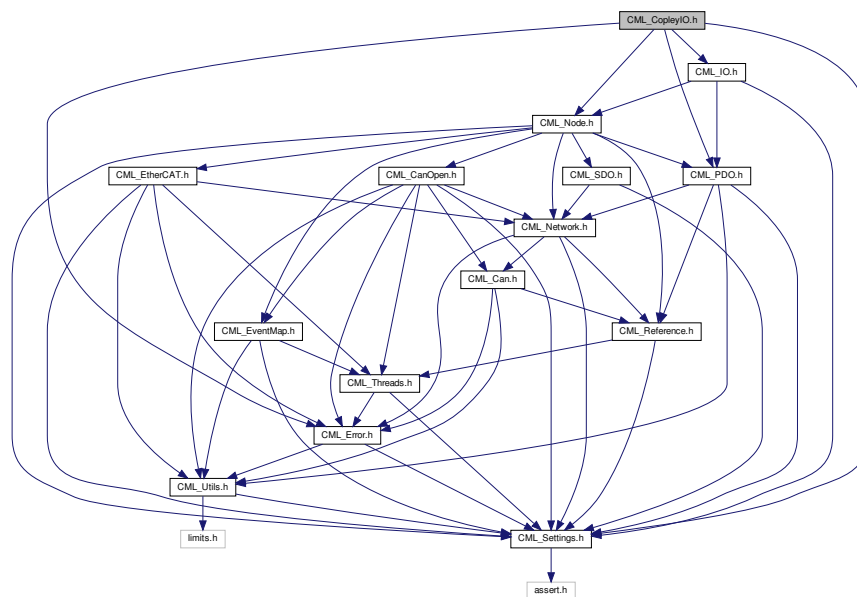 CML_CopleyIO.h
CML_IO.h
CML_Node.h
CML_EtherCAT.h
CML_CanOpen.h
CML_SDO.h
CML_PDO.h
CML_Network.h
CML_Can.h
CML_EventMap.h
CML_Reference.h
CML_Threads.h
CML_Error.h
CML_Utils.h
limits.h
CML_Settings.h
assert.h